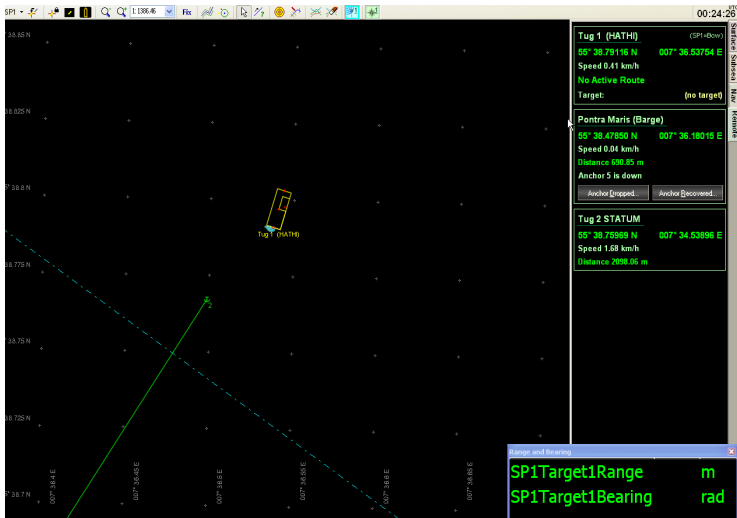 SP1
1:1386.46
Fix
00:24:26
38.85 N
38.825 N
5° 38.8 N
38.775 N
38.75 N
38.725 N
5° 38.7 N
007° 36.4 E
007° 36.45 E
007° 36.5 E
007° 36.55 E
007° 36.6 E
007° 36.65 E
Tug 1 (HATHI)
2
Tug 1 (HATHI) (SP1=Bow)
55° 38.79116 N 007° 36.53754 E
Speed 0.41 km/h
No Active Route
Target: (no target)
Pontra Maris (Barge)
55° 38.47850 N 007° 36.18015 E
Speed 0.04 km/h
Distance 690.85 m
Anchor 5 is down
Anchor Dropped... Anchor Recovered...
Tug 2 STATUM
55° 38.75969 N 007° 34.53896 E
Speed 1.68 km/h
Distance 2098.06 m
Surface
Subsea
Nav
Remote
Range and Bearing
SP1Target1Range m
SP1Target1Bearing rad